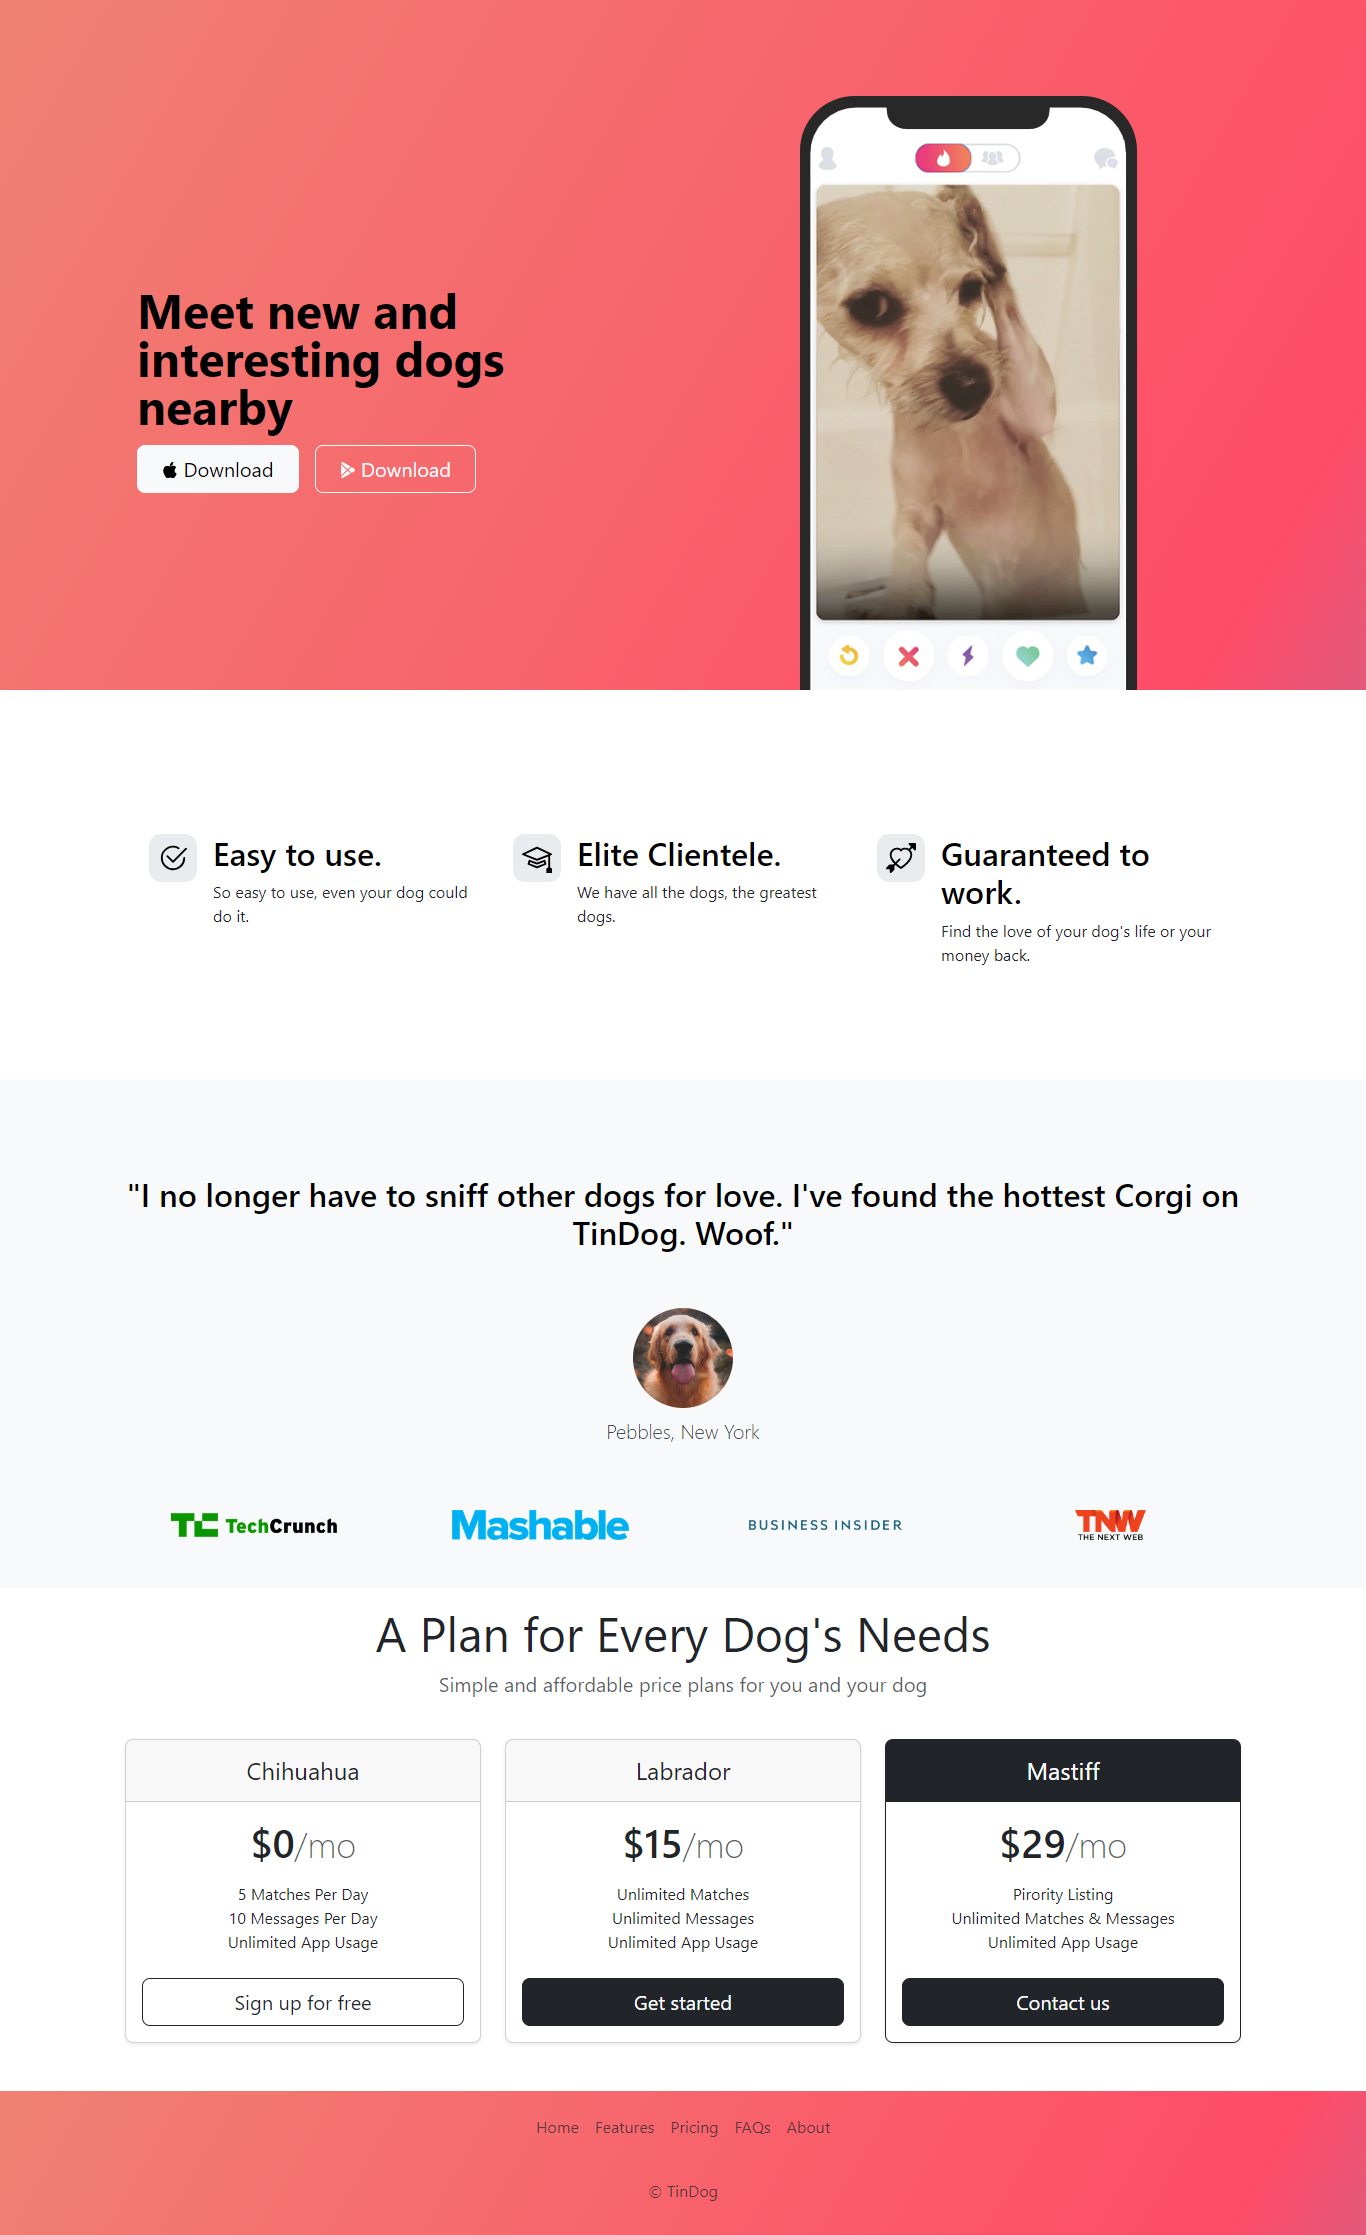 Meet new and
interesting dogs
nearby
Download
Download
Easy to use.
So easy to use, even your dog could
do it.
Elite Clientele.
We have all the dogs, the greatest
dogs.
Guaranteed to
work.
Find the love of your dog's life or your
money back.
"I no longer have to sniff other dogs for love. I've found the hottest Corgi on
TinDog. Woof."
Pebbles, New York
TC TechCrunch
Mashable
BUSINESS INSIDER
TNW
THE NEXT WEB
A Plan for Every Dog's Needs
Simple and affordable price plans for you and your dog
Chihuahua
$0/mo
5 Matches Per Day
10 Messages Per Day
Unlimited App Usage
Sign up for free
Labrador
$15/mo
Unlimited Matches
Unlimited Messages
Unlimited App Usage
Get started
Mastiff
$29/mo
Pirority Listing
Unlimited Matches & Messages
Unlimited App Usage
Contact us
Home Features Pricing FAQs About
© TinDog